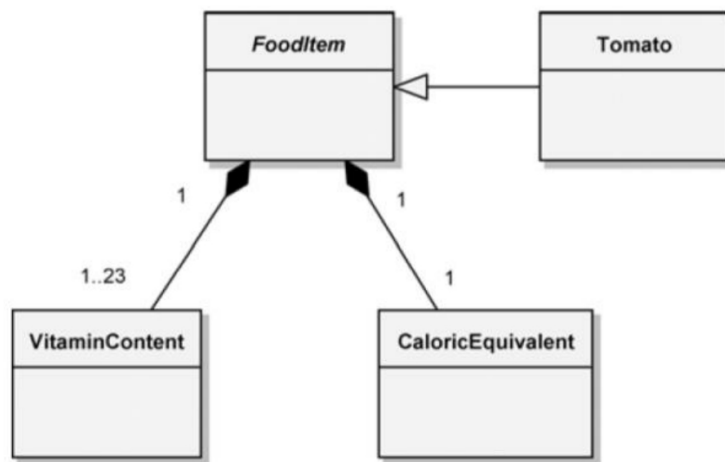 FoodItem
Tomato
1
1
1..23
1
VitaminContent
CaloricEquivalent